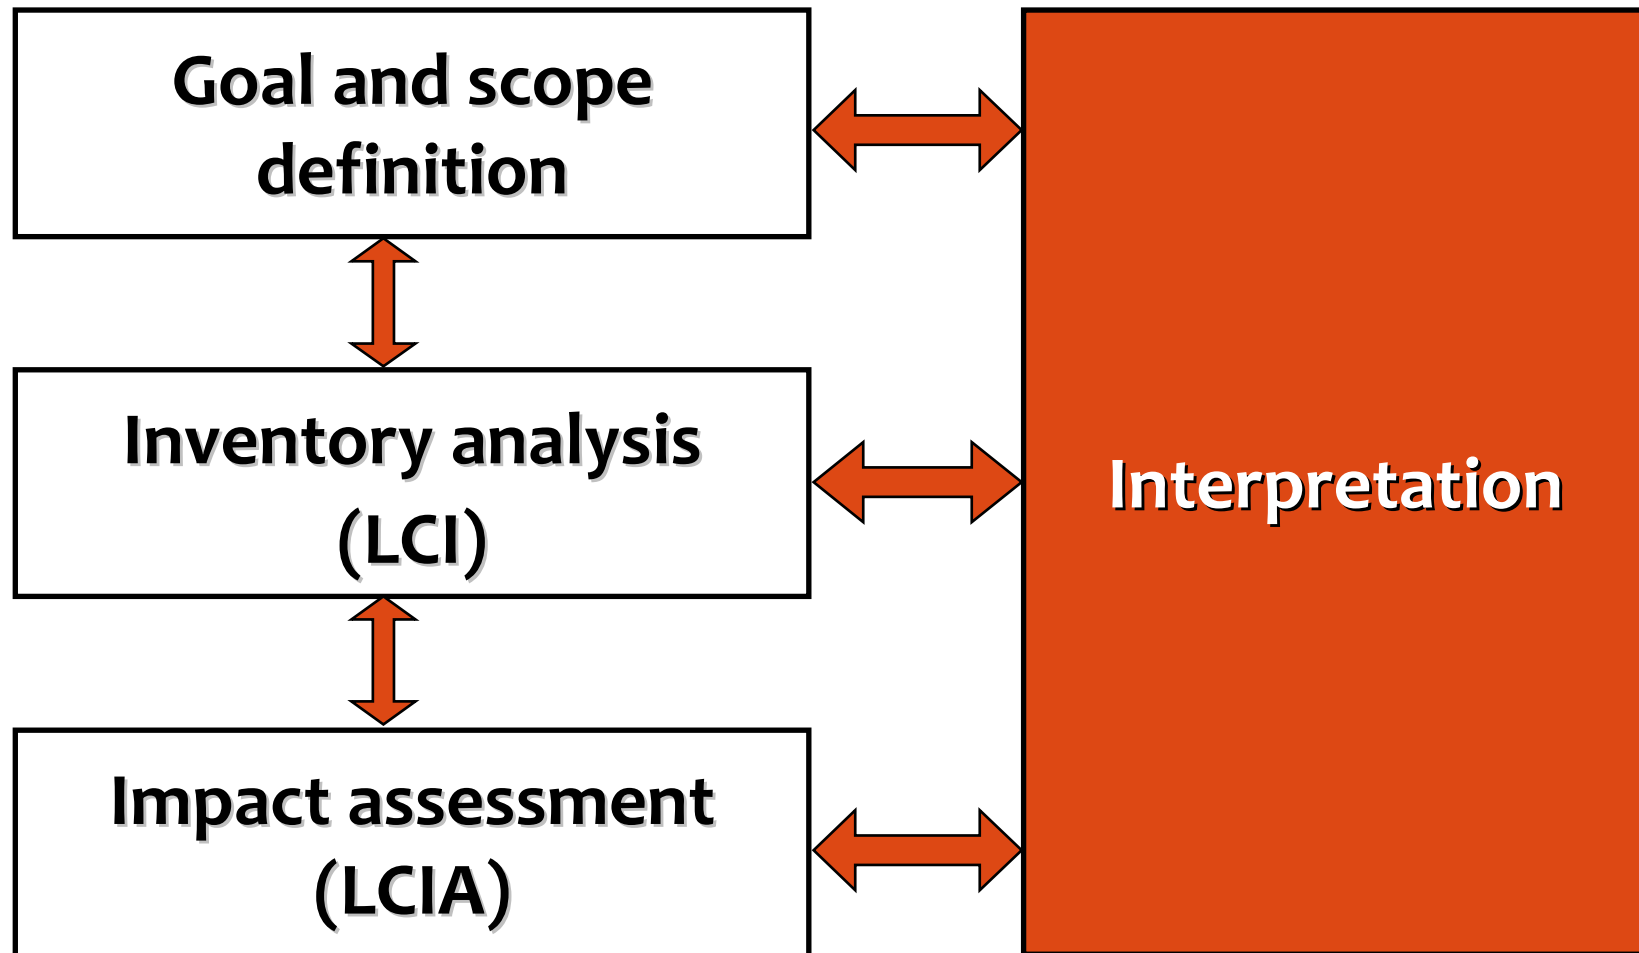 Goal and scope
definition
Inventory analysis
(LCI)
Interpretation
Impact assessment
(LCIA)